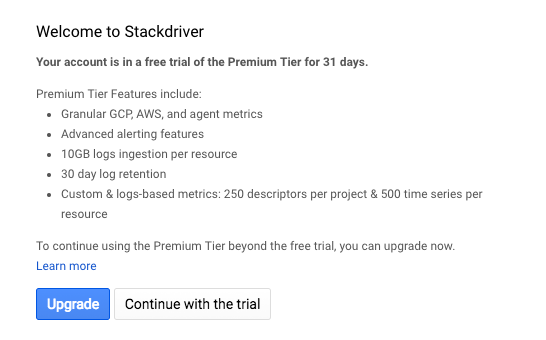 Welcome to Stackdriver
Your account is in a free trial of the Premium Tier for 31 days.
Premium Tier Features include:
• Granular GCP, AWS, and agent metrics
• Advanced alerting features
• 10GB logs ingestion per resource
• 30 day log retention
• Custom & logs-based metrics: 250 descriptors per project & 500 time series per
resource
To continue using the Premium Tier beyond the free trial, you can upgrade now.
Learn more
Upgrade Continue with the trial